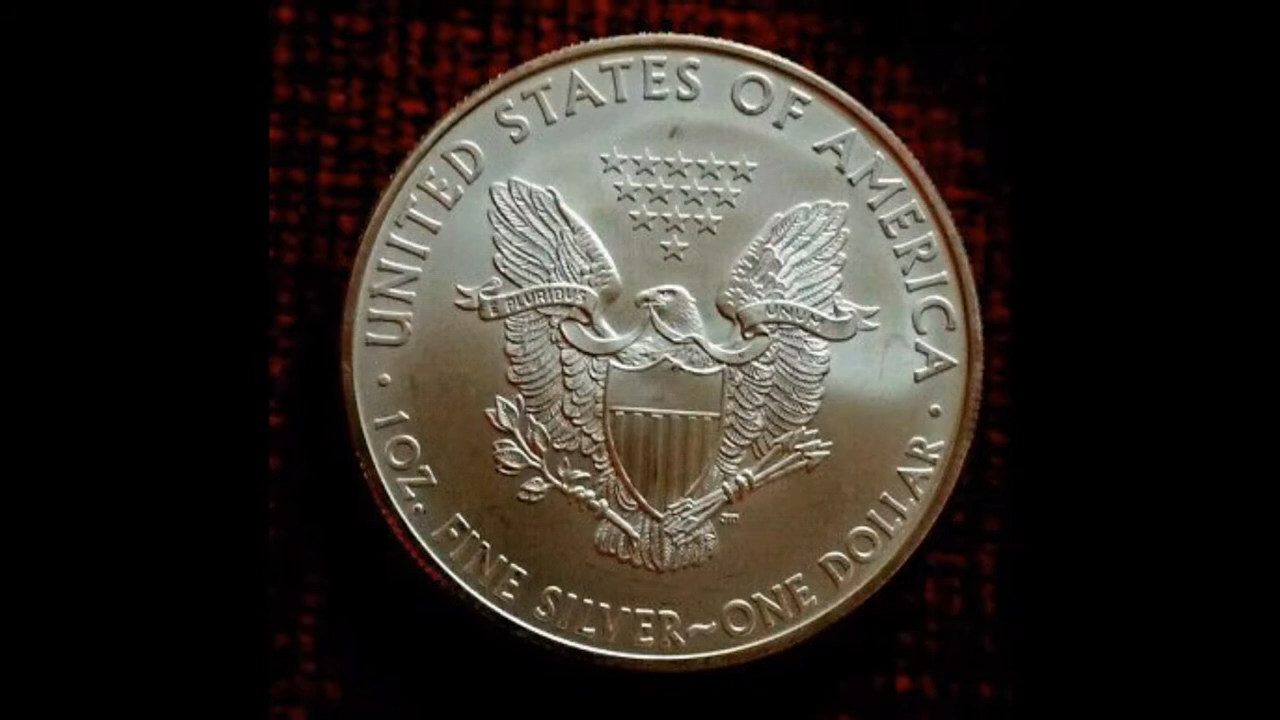 UNITED STATES OF AMERICA
E PLURIBUS
UNUM
· 1 OZ. FINE SILVER~ONE DOLLAR ·